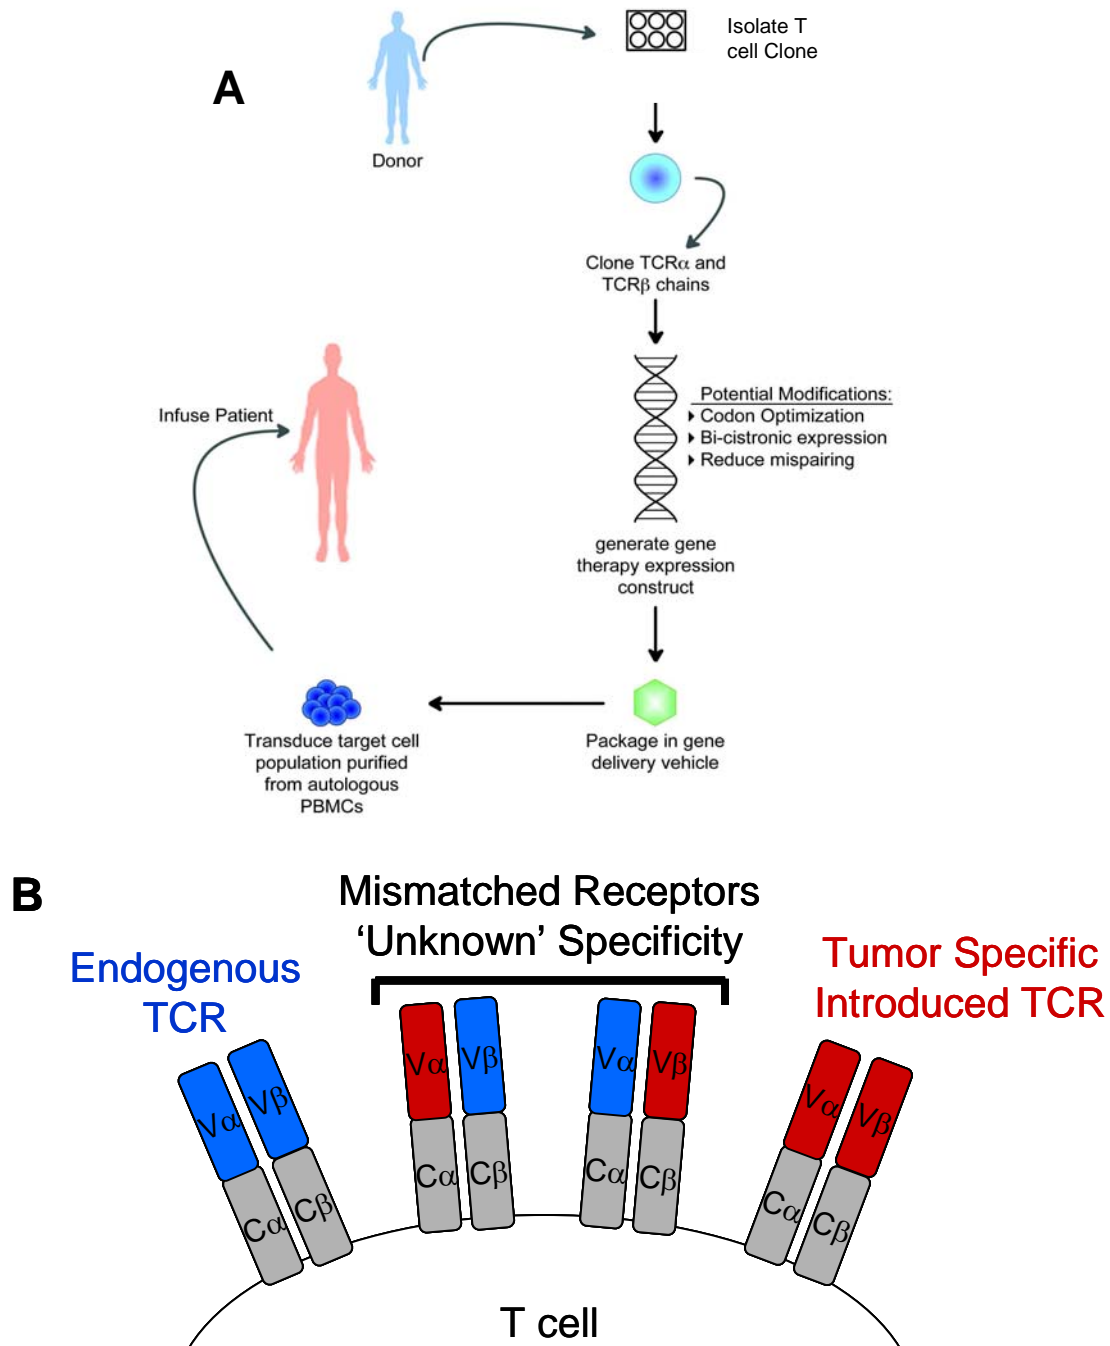 A
Donor
Isolate T
cell Clone
Clone TCRα and
TCRβ chains
Potential Modifications:
Codon Optimization
Bi-cistronic expression
Reduce mispairing
generate gene
therapy expression
construct
Package in gene
delivery vehicle
Transduce target cell
population purified
from autologous
PBMCs
Infuse Patient
B
Mismatched Receptors
‘Unknown’ Specificity
Endogenous
TCR
Tumor Specific
Introduced TCR
Vα
Vβ
Cα
Cβ
Vα
Vβ
Cα
Cβ
Vα
Vβ
Cα
Cβ
Vα
Vβ
Cα
Cβ
T cell